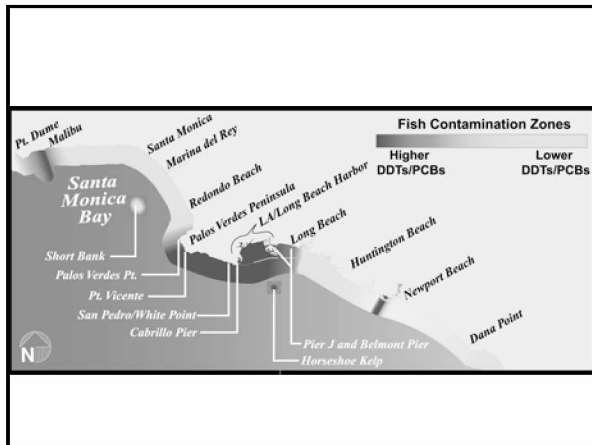 Pt. Dume
Malibu
Santa Monica
Marina del Rey
Redondo Beach
Palos Verdes Peninsula
LA/Long Beach Harbor
Long Beach
Huntington Beach
Newport Beach
Dana Point
Fish Contamination Zones
Higher
DDTs/PCBs
Lower
DDTs/PCBs
Santa
Monica
Bay
Short Bank
Palos Verdes Pt.
Pt. Vicente
San Pedro/White Point
Cabrillo Pier
Pier J and Belmont Pier
Horseshoe Kelp
N